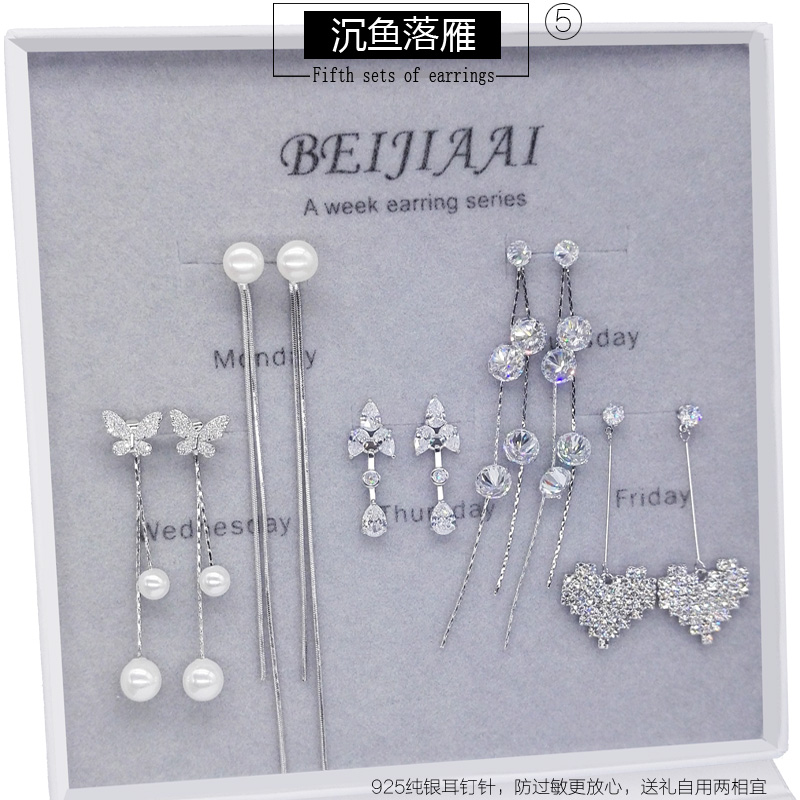 沉鱼落雁
⑤
Fifth sets of earrings
BEIJIAAI
A week earring series
Monday
sday
Wednesday
Thursday
Friday
925纯银耳钉针，防过敏更放心，送礼自用两相宜